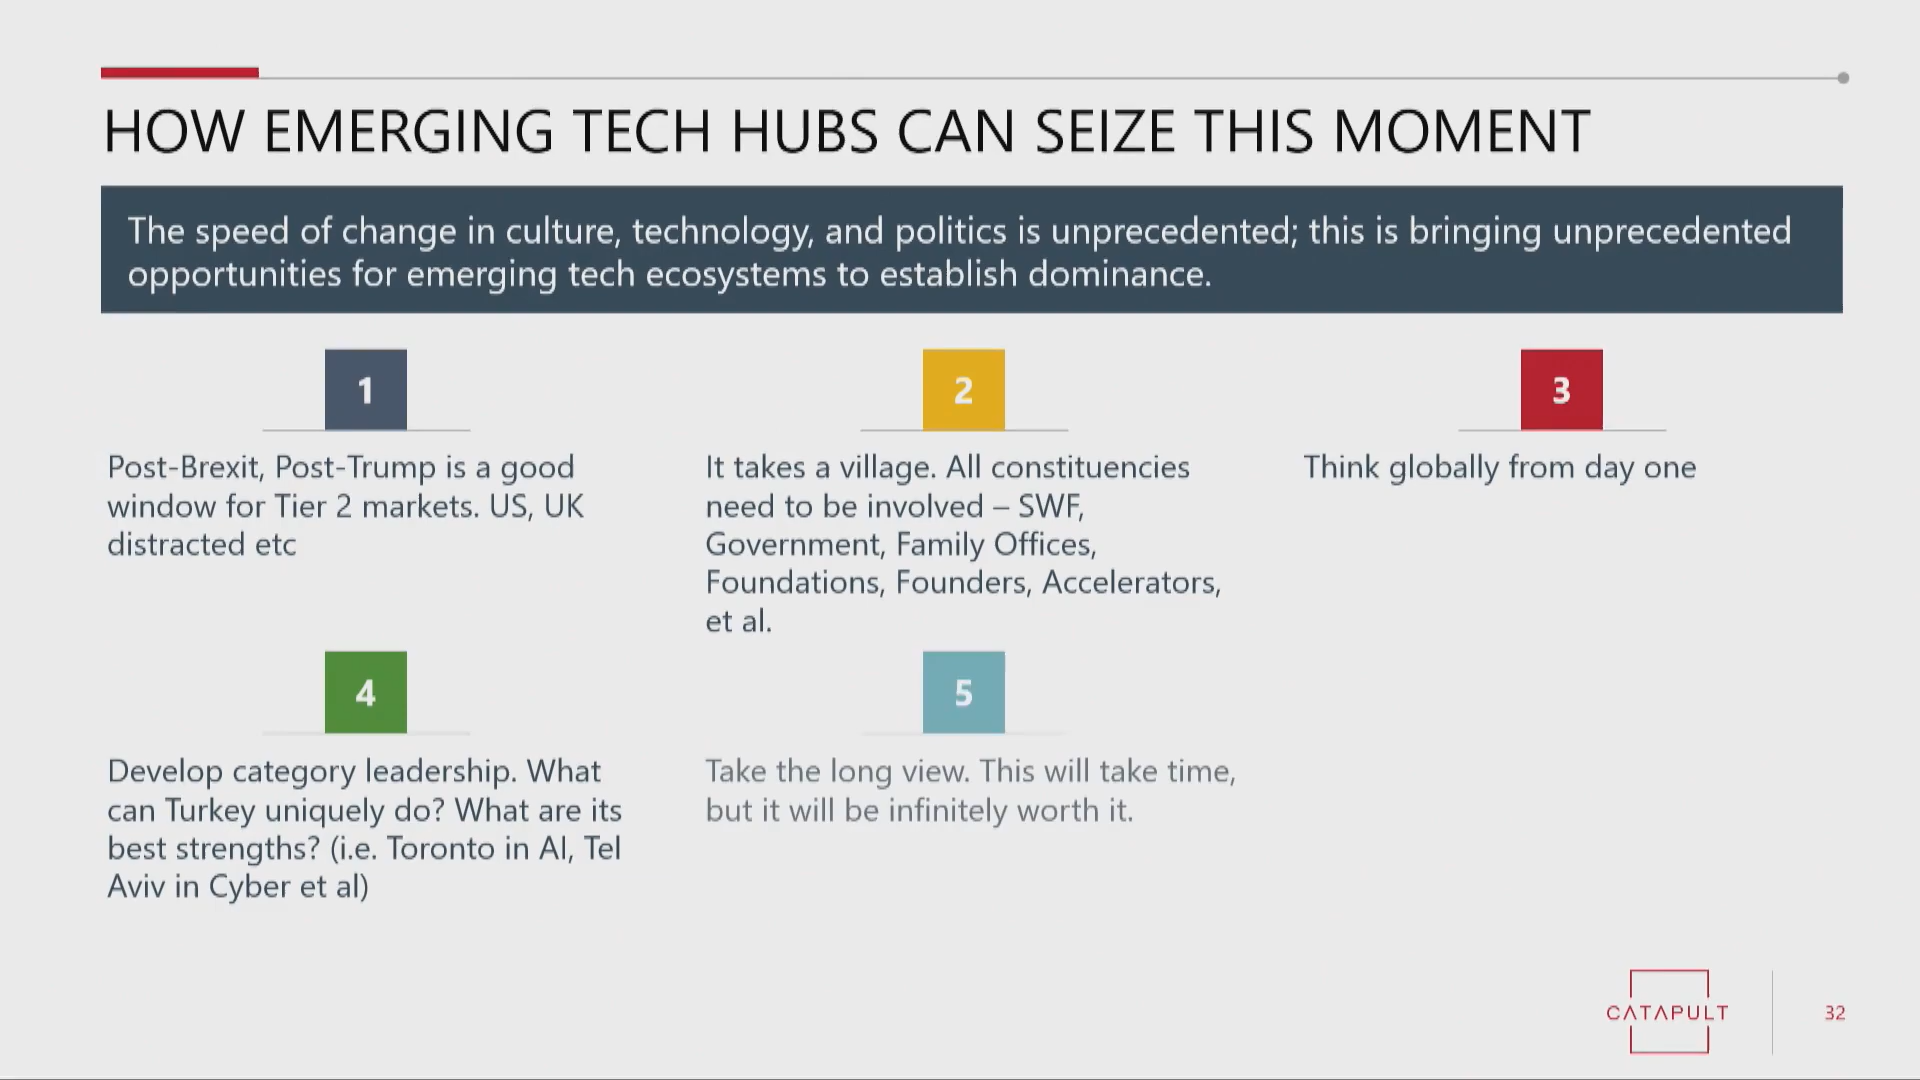 HOW EMERGING TECH HUBS CAN SEIZE THIS MOMENT
The speed of change in culture, technology, and politics is unprecedented; this is bringing unprecedented
opportunities for emerging tech ecosystems to establish dominance.
1
Post-Brexit, Post-Trump is a good
window for Tier 2 markets. US, UK
distracted etc
2
It takes a village. All constituencies
need to be involved – SWF,
Government, Family Offices,
Foundations, Founders, Accelerators,
et al.
3
Think globally from day one
4
Develop category leadership. What
can Turkey uniquely do? What are its
best strengths? (i.e. Toronto in AI, Tel
Aviv in Cyber et al)
5
Take the long view. This will take time,
but it will be infinitely worth it.
CATAPULT
32